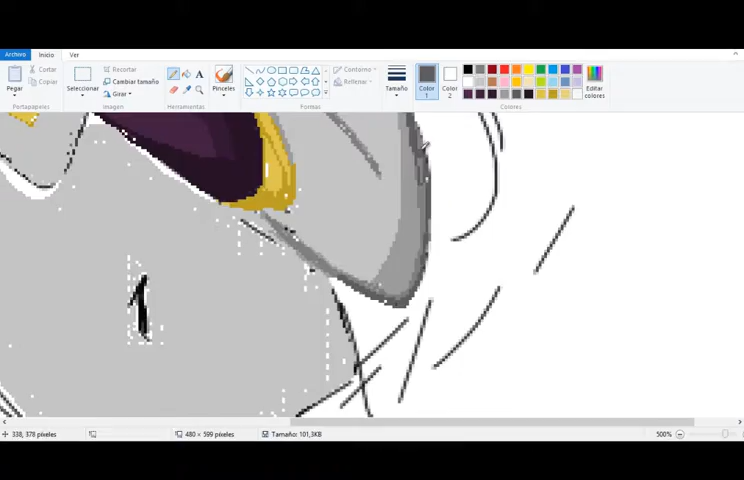 Archivo Inicio Ver
Pegar
Cortar
Copiar
Portapapeles
Seleccionar
Recortar
Cambiar tamaño
Girar
Imagen
A
Herramientas
Pinceles
Contorno
Rellenar
Formas
Tamaño
Color 1
Color 2
Editar colores
Colores
338, 378 píxeles
480 × 599 píxeles
Tamaño: 101,3KB
500%